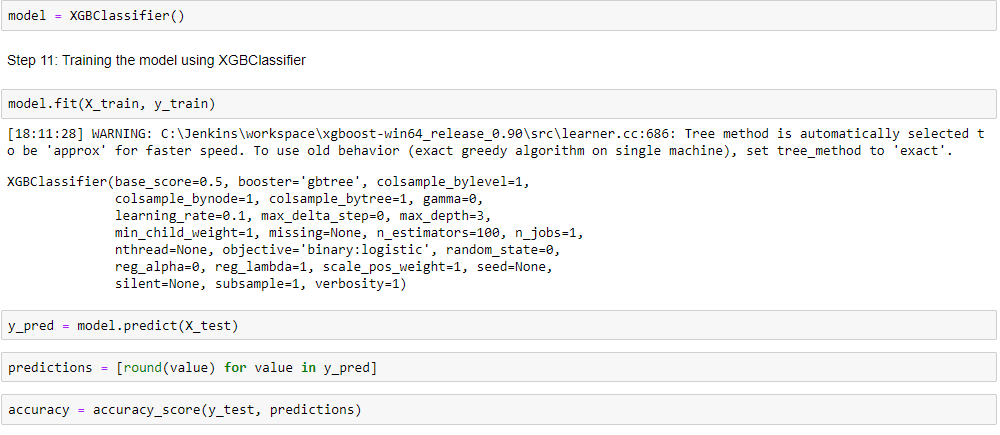 model = XGBClassifier()
Step 11: Training the model using XGBClassifier
model.fit(X_train, y_train)
[18:11:28] WARNING: C:\Jenkins\workspace\xgboost-win64_release_0.90\src\learner.cc:686: Tree method is automatically selected t
o be 'approx' for faster speed. To use old behavior (exact greedy algorithm on single machine), set tree_method to 'exact'.
XGBClassifier(base_score=0.5, booster='gbtree', colsample_bylevel=1,
colsample_bynode=1, colsample_bytree=1, gamma=0,
learning_rate=0.1, max_delta_step=0, max_depth=3,
min_child_weight=1, missing=None, n_estimators=100, n_jobs=1,
nthread=None, objective='binary:logistic', random_state=0,
reg_alpha=0, reg_lambda=1, scale_pos_weight=1, seed=None,
silent=None, subsample=1, verbosity=1)
y_pred = model.predict(X_test)
predictions = [round(value) for value in y_pred]
accuracy = accuracy_score(y_test, predictions)